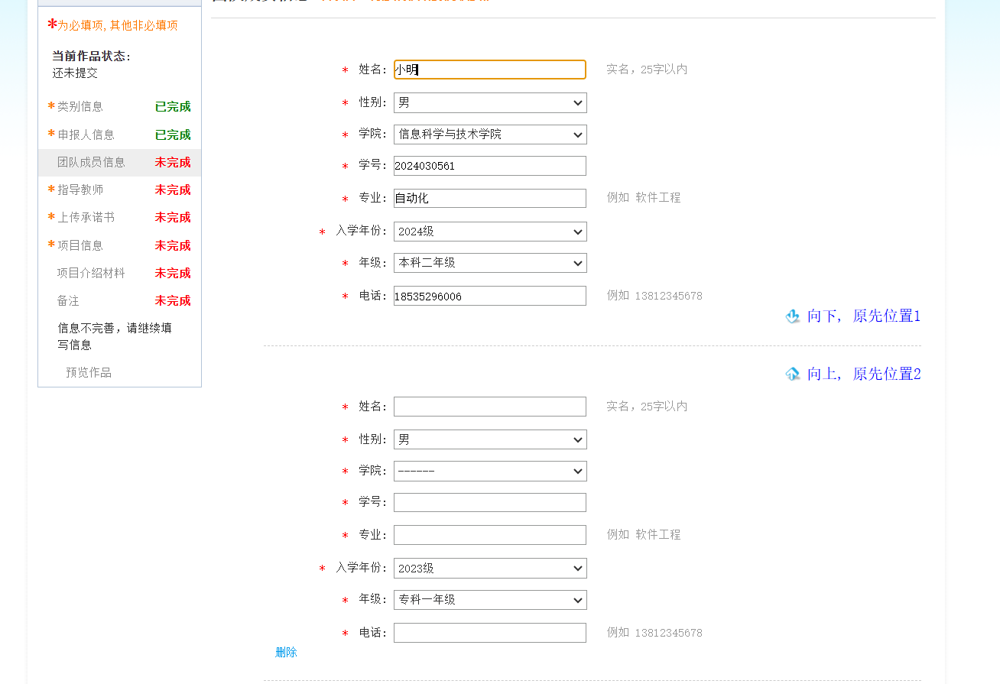 *为必填项, 其他非必填项
当前作品状态:
还未提交
*类别信息 已完成
*申报人信息 已完成
团队成员信息 未完成
*指导教师 未完成
*上传承诺书 未完成
*项目信息 未完成
项目介绍材料 未完成
备注 未完成
信息不完善，请继续填
写信息
预览作品
* 姓名: 小明 实名，25字以内
* 性别: 男
* 学院: 信息科学与技术学院
* 学号: 2024030561
* 专业: 自动化 例如 软件工程
* 入学年份: 2024级
* 年级: 本科二年级
* 电话: 18535296006 例如 13812345678
向下, 原先位置1
向上, 原先位置2
* 姓名: 实名，25字以内
* 性别: 男
* 学院: ------
* 学号:
* 专业: 例如 软件工程
* 入学年份: 2023级
* 年级: 专科一年级
* 电话: 例如 13812345678
删除